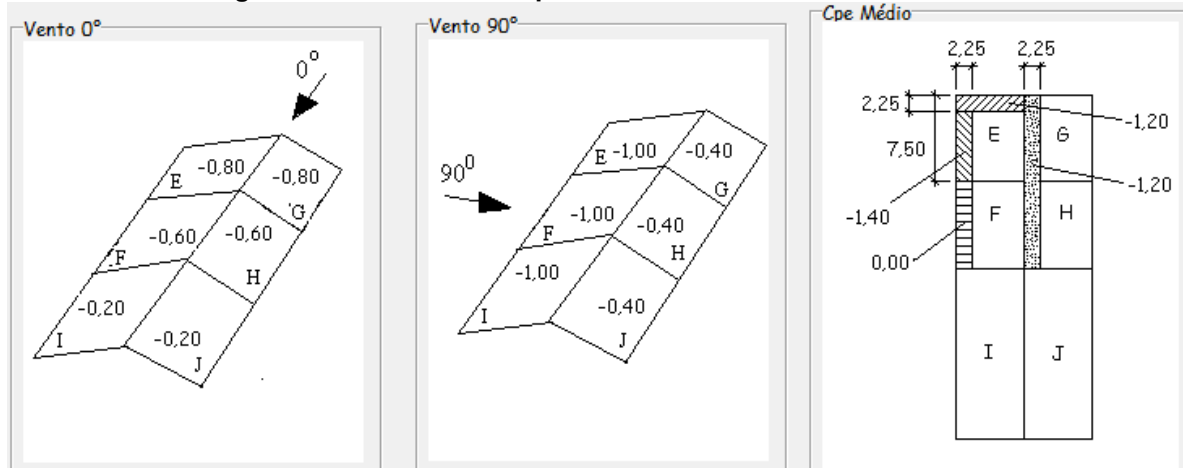 Vento 0°
0°
E -0,80
-0,80
G
F -0,60
-0,60
H
-0,20
I
-0,20
J
Vento 90°
90⁰
E -1,00
-0,40
G
-1,00
F
-0,40
H
-1,00
I
-0,40
J
Cpe Médio
2,25 2,25
2,25
7,50
E G
-1,20
-1,20
-1,40
F H
0,00
I J